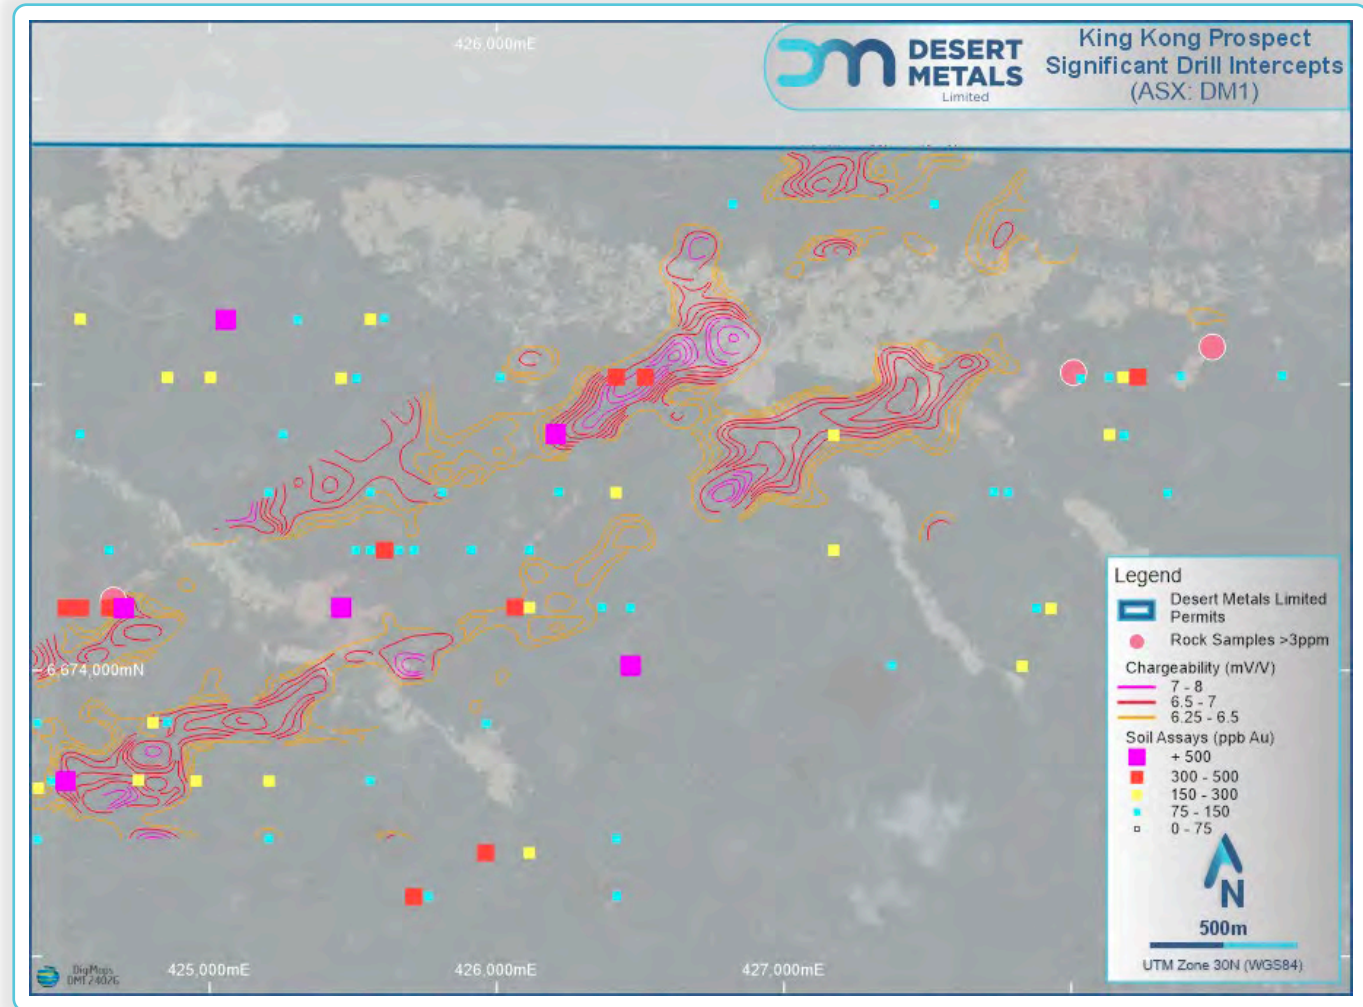 426,000mE
DESERT
METALS
Limited
King Kong Prospect
Significant Drill Intercepts
(ASX: DM1)
6,674,000mN
Legend
Desert Metals Limited
Permits
Rock Samples >3ppm
Chargeability (mV/V)
7 - 8
6.5 - 7
6.25 - 6.5
Soil Assays (ppb Au)
+ 500
300 - 500
150 - 300
75 - 150
0 - 75
N
500m
UTM Zone 30N (WGS84)
DigMaps
425,000mE
426,000mE
427,000mE